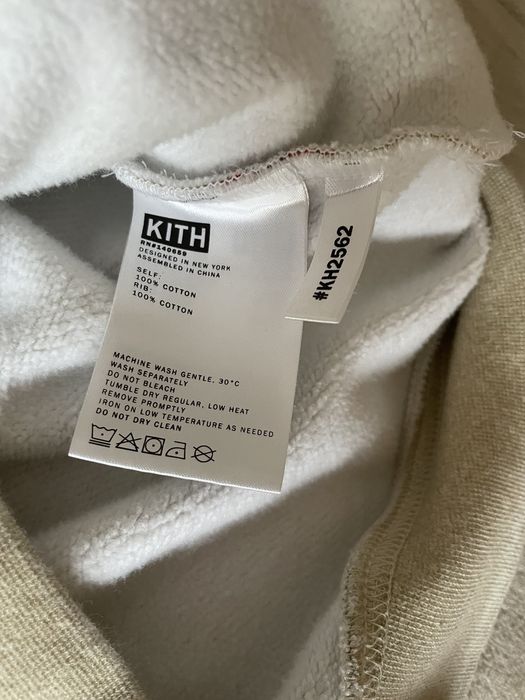 KITH
RN#140659
DESIGNED IN NEW YORK
ASSEMBLED IN CHINA
SELF:
100% COTTON
RIB:
100% COTTON
MACHINE WASH GENTLE, 30°C
WASH SEPARATELY
DO NOT BLEACH
TUMBLE DRY REGULAR, LOW HEAT
REMOVE PROMPTLY
IRON ON LOW TEMPERATURE AS NEEDED
DO NOT DRY CLEAN
#KH2562